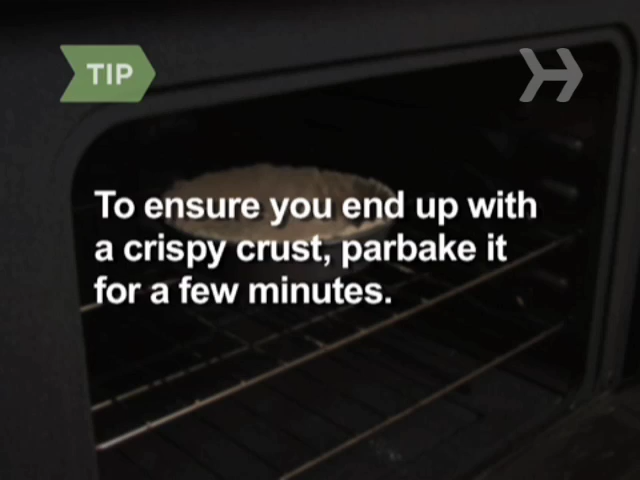 TIP
To ensure you end up with
a crispy crust, parbake it
for a few minutes.